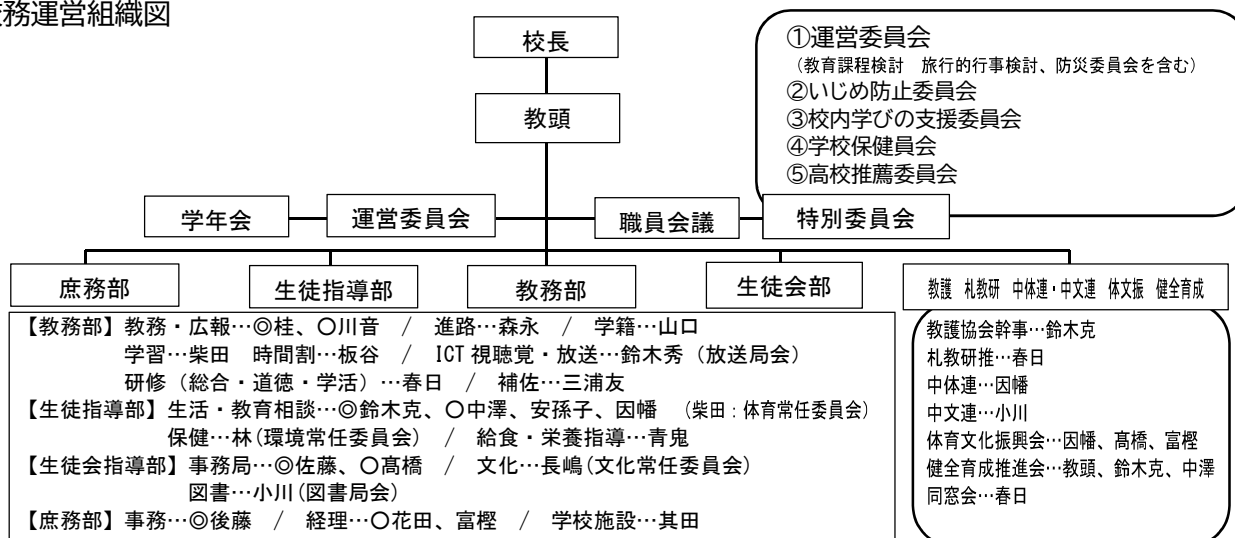 務運営組織図
校長
教頭
①運営委員会
(教育課程検討 旅行的行事検討、防災委員会を含む)
②いじめ防止委員会
③校内学びの支援委員会
④学校保健員会
⑤高校推薦委員会
学年会
運営委員会
職員会議
特別委員会
庶務部
生徒指導部
教務部
生徒会部
教護 札教研 中体連・中文連 体文振 健全育成
【教務部】教務・広報…◎桂、〇川音 / 進路…森永 / 学籍…山口
学習…柴田 時間割…板谷 / ICT視聴覚・放送…鈴木秀(放送局会)
研修(総合・道徳・学活)…春日 / 補佐…三浦友
【生徒指導部】生活・教育相談…◎鈴木克、〇中澤、安孫子、因幡 (柴田:体育常任委員会)
保健…林(環境常任委員会) / 給食・栄養指導…青鬼
【生徒会指導部】事務局…◎佐藤、〇髙橋 / 文化…長嶋(文化常任委員会)
図書…小川(図書局会)
【庶務部】事務…◎後藤 / 経理…〇花田、富樫 / 学校施設…其田
教護協会幹事…鈴木克
札教研推…春日
中体連…因幡
中文連…小川
体育文化振興会…因幡、髙橋、富樫
健全育成推進会…教頭、鈴木克、中澤
同窓会…春日